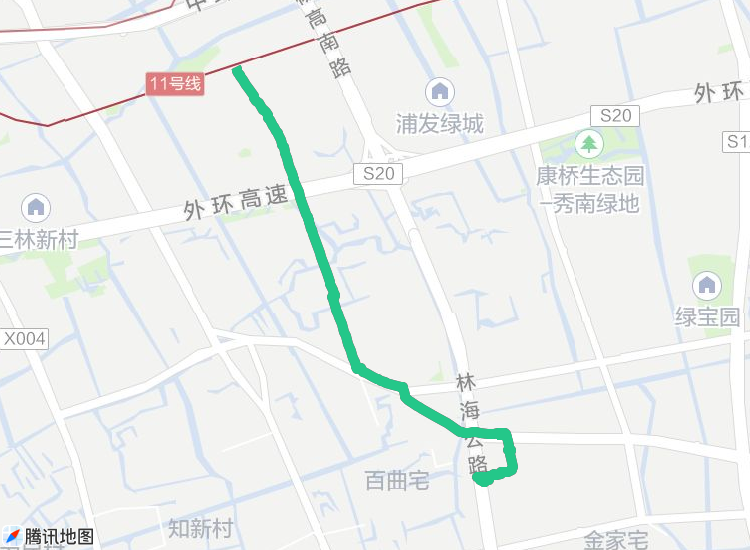 高南路
11号线
外环
浦发绿城
S20
S20
康桥生态园
-秀南绿地
外环高速
三林新村
绿宝园
X004
林海公路
百曲宅
知新村
金家宅
腾讯地图